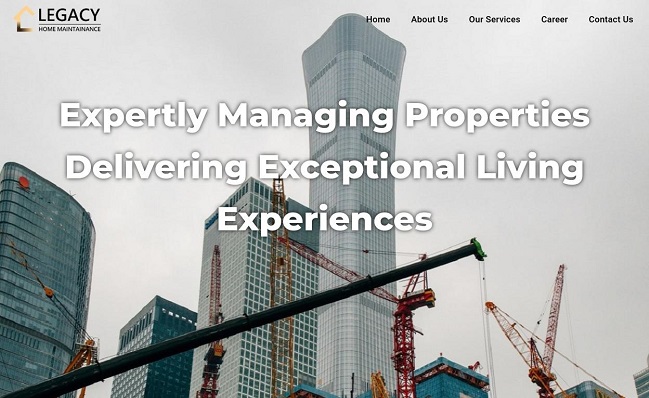 LEGACY
HOME MAINTAINANCE
Home About Us Our Services Career Contact Us
Expertly Managing Properties
Delivering Exceptional Living
Experiences